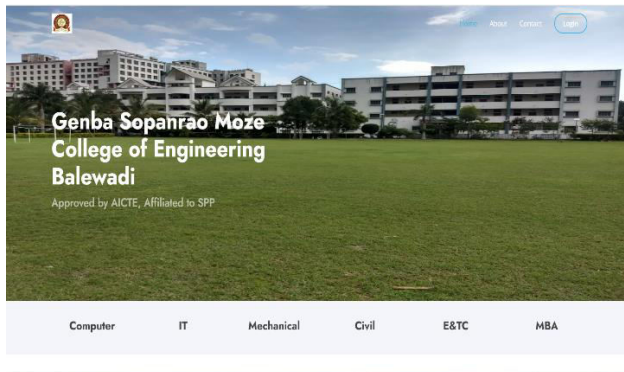 Home About Contact Login
Genba Sopanrao Moze
College of Engineering
Balewadi
Approved by AICTE, Affiliated to SPP
Computer IT Mechanical Civil E&TC MBA